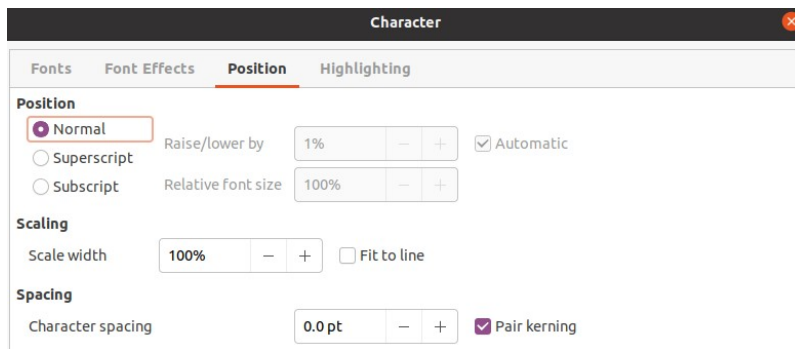 Character
Fonts Font Effects Position Highlighting
Position
Normal
Raise/lower by 1% − + Automatic
Superscript
Subscript Relative font size 100% − +
Scaling
Scale width 100% − + Fit to line
Spacing
Character spacing 0.0 pt − + Pair kerning